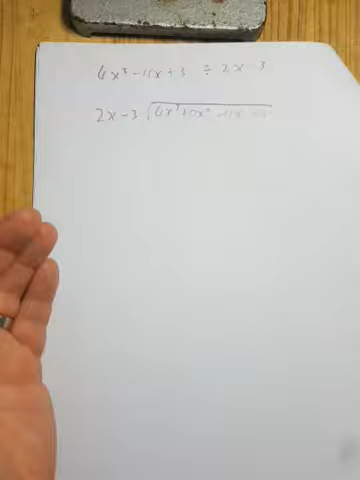 4x³ - 11x + 3 ÷ 2x - 3
2x - 3 4x³ + 0x² - 11x + 3